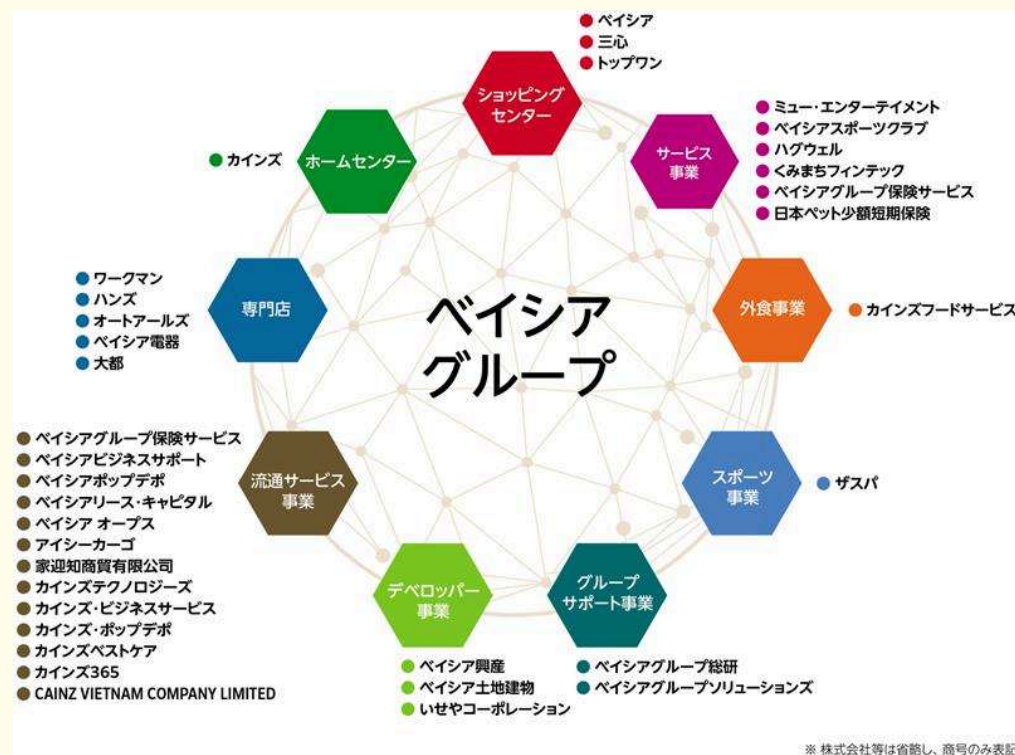 ベイシア
三心
トップワン
ショッピング
センター
ミュー・エンターテイメント
ベイシアスポーツクラブ
ハグウェル
くみまちフィンテック
ベイシアグループ保険サービス
日本ペット少額短期保険
サービス
事業
カインズ
ホームセンター
ワークマン
ハンズ
オートアールズ
ベイシア電器
大都
専門店
ベイシア
グループ
外食事業
カインズフードサービス
ベイシアグループ保険サービス
ベイシアビジネスサポート
ベイシアポップデポ
ベイシアリース・キャピタル
ベイシア オープス
アイシーカーゴ
家迎知商貿有限公司
カインズテクノロジーズ
カインズ・ビジネスサービス
カインズ・ポップデポ
カインズベストケア
カインズ365
CAINZ VIETNAM COMPANY LIMITED
流通サービス
事業
スポーツ
事業
ザスパ
デベロッパー
事業
ベイシア興産
ベイシア土地建物
いせやコーポレーション
グループ
サポート事業
ベイシアグループ総研
ベイシアグループソリューションズ
※ 株式会社等は省略し、商号のみ表記